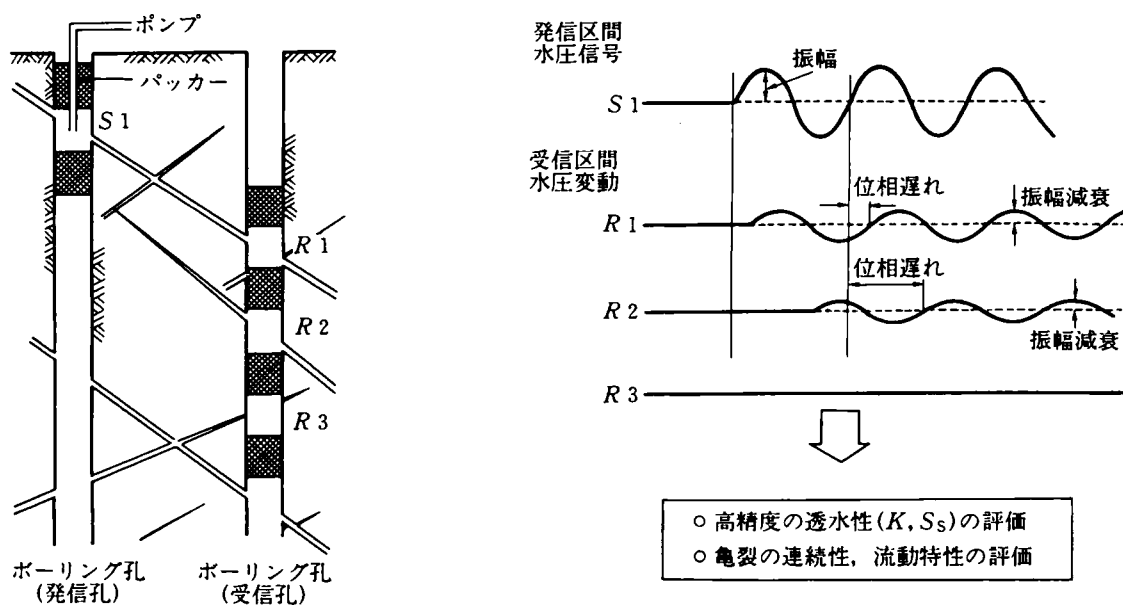 ポンプ
パッカー
S1
R1
R2
R3
ボーリング孔
(発信孔)
ボーリング孔
(受信孔)
発信区間
水圧信号
振幅
S1
受信区間
水圧変動
位相遅れ
振幅減衰
R1
位相遅れ
R2
振幅減衰
R3
○ 高精度の透水性(K, Ss)の評価
○ 亀裂の連続性, 流動特性の評価